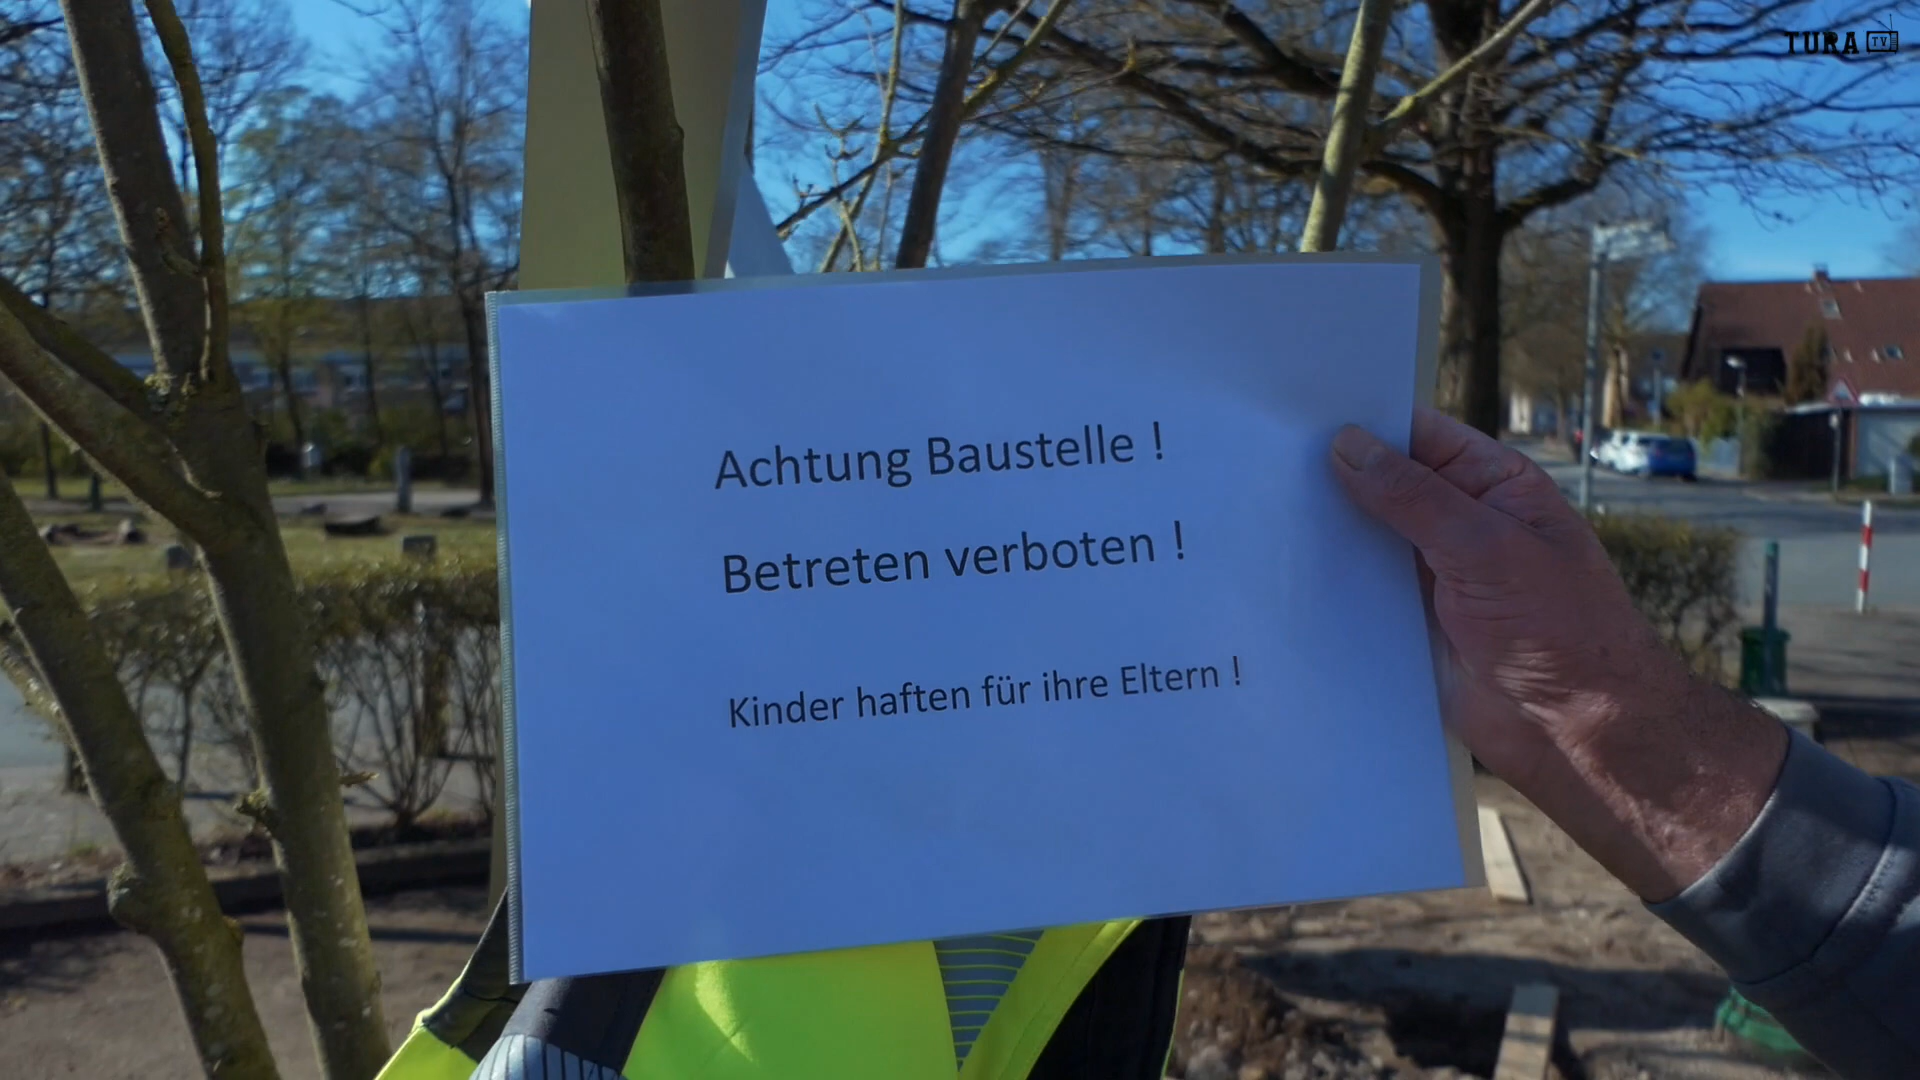 TURA TV
Achtung Baustelle !
Betreten verboten !
Kinder haften für ihre Eltern !